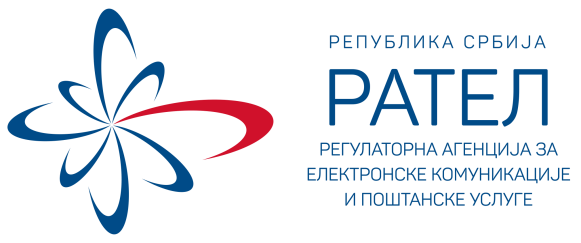 РЕПУБЛИКА СРБИЈА
РАТЕЛ
РЕГУЛАТОРНА АГЕНЦИЈА ЗА
ЕЛЕКТРОНСКЕ КОМУНИКАЦИЈЕ
И ПОШТАНСКЕ УСЛУГЕ